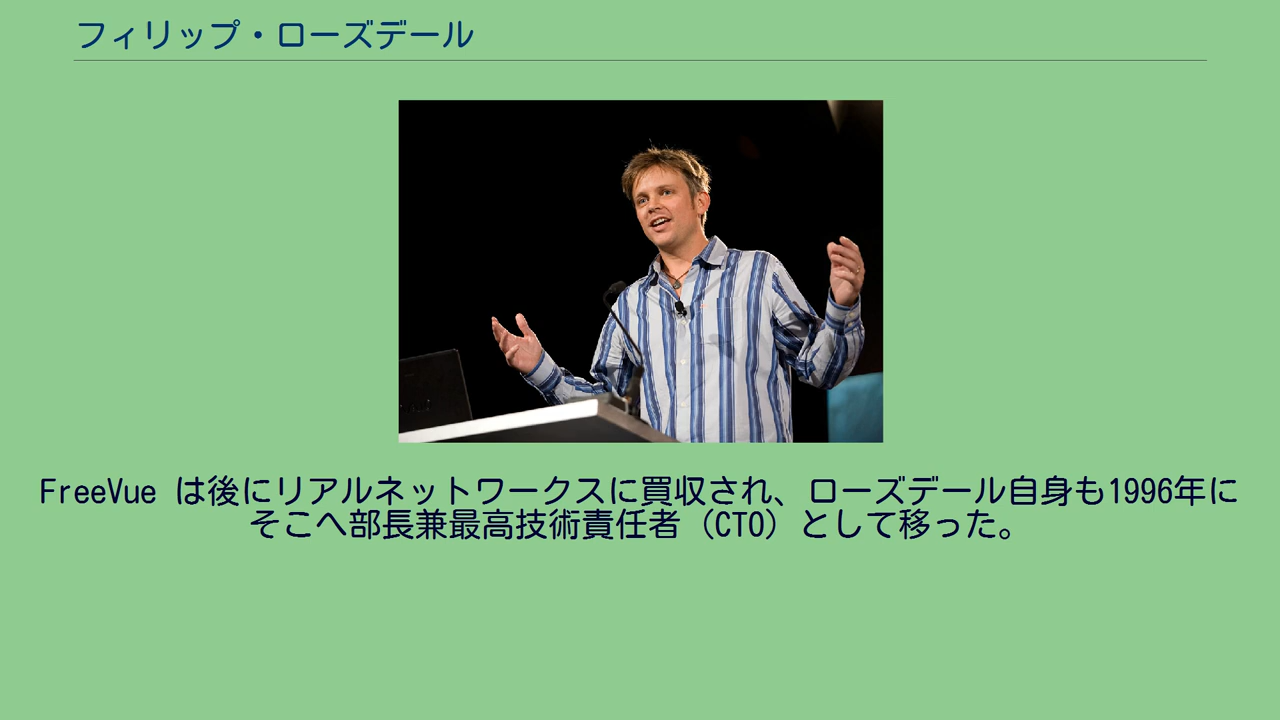 フィリップ・ローズデール
FreeVue は後にリアルネットワークスに買収され、ローズデール自身も1996年に
そこへ部長兼最高技術責任者（CTO）として移った。